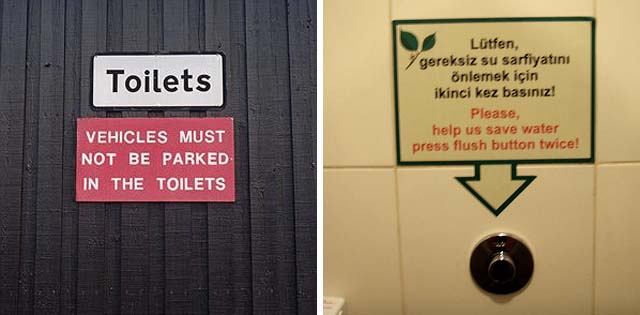 Toilets
VEHICLES MUST
NOT BE PARKED
IN THE TOILETS
Lütfen,
gereksiz su sarfiyatını
önlemek için
ikinci kez basınız!
Please,
help us save water
press flush button twice!